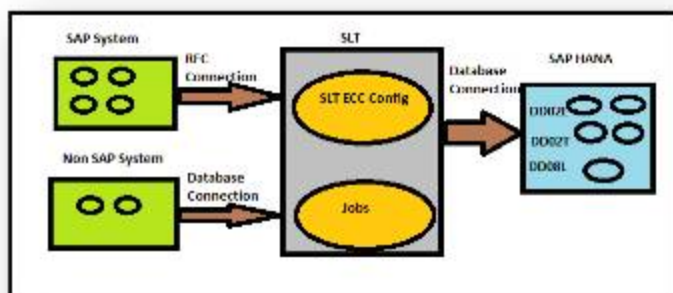 SAP System
RFC
Connection
SLT
SLT ECC Config
Database
Connection
SAP HANA
DD02L
DD02T
DD08L
Non SAP System
Database
Connection
Jobs